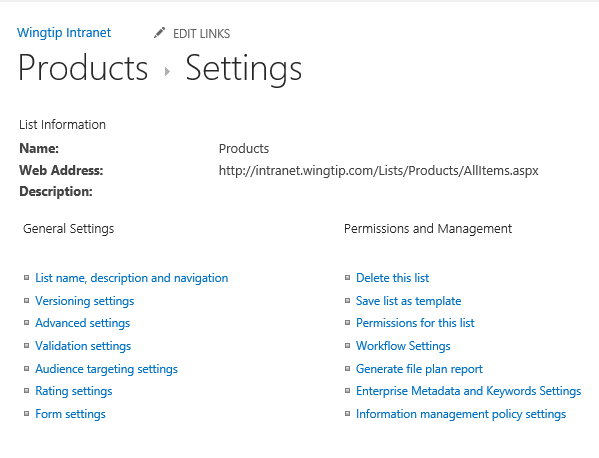 Wingtip Intranet EDIT LINKS
Products Settings
List Information
Name: Products
Web Address: http://intranet.wingtip.com/Lists/Products/AllItems.aspx
Description:
General Settings
List name, description and navigation
Versioning settings
Advanced settings
Validation settings
Audience targeting settings
Rating settings
Form settings
Permissions and Management
Delete this list
Save list as template
Permissions for this list
Workflow Settings
Generate file plan report
Enterprise Metadata and Keywords Settings
Information management policy settings